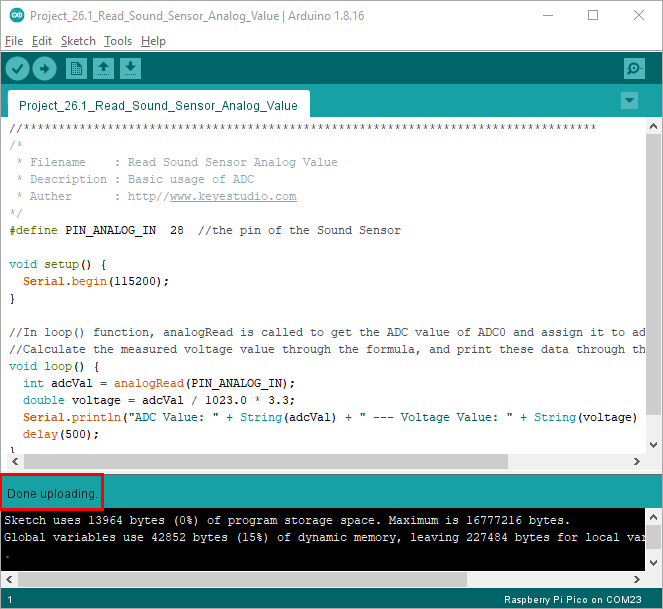 Project_26.1_Read_Sound_Sensor_Analog_Value | Arduino 1.8.16
File Edit Sketch Tools Help
Project_26.1_Read_Sound_Sensor_Analog_Value
//**********************************************************************************
/*
 * Filename    : Read Sound Sensor Analog Value
 * Description : Basic usage of ADC
 * Auther      : http//www.keyestudio.com
*/
#define PIN_ANALOG_IN  28  //the pin of the Sound Sensor
void setup() {
  Serial.begin(115200);
}
//In loop() function, analogRead is called to get the ADC value of ADC0 and assign it to ad
//Calculate the measured voltage value through the formula, and print these data through th
void loop() {
  int adcVal = analogRead(PIN_ANALOG_IN);
  double voltage = adcVal / 1023.0 * 3.3;
  Serial.println("ADC Value: " + String(adcVal) + " --- Voltage Value: " + String(voltage)
  delay(500);
}
Done uploading.
Sketch uses 13964 bytes (0%) of program storage space. Maximum is 16777216 bytes.
Global variables use 42852 bytes (15%) of dynamic memory, leaving 227484 bytes for local var
.
1 Raspberry Pi Pico on COM23